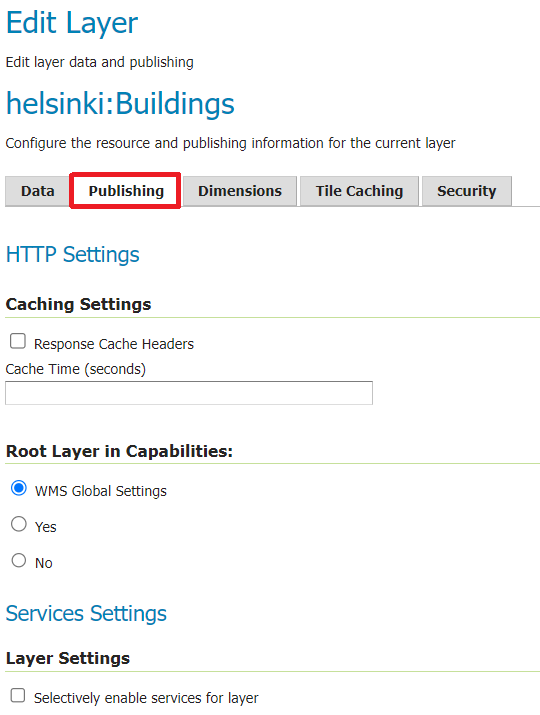 Edit Layer
Edit layer data and publishing
helsinki:Buildings
Configure the resource and publishing information for the current layer
Data Publishing Dimensions Tile Caching Security
HTTP Settings
Caching Settings
Response Cache Headers
Cache Time (seconds)
Root Layer in Capabilities:
WMS Global Settings
Yes
No
Services Settings
Layer Settings
Selectively enable services for layer